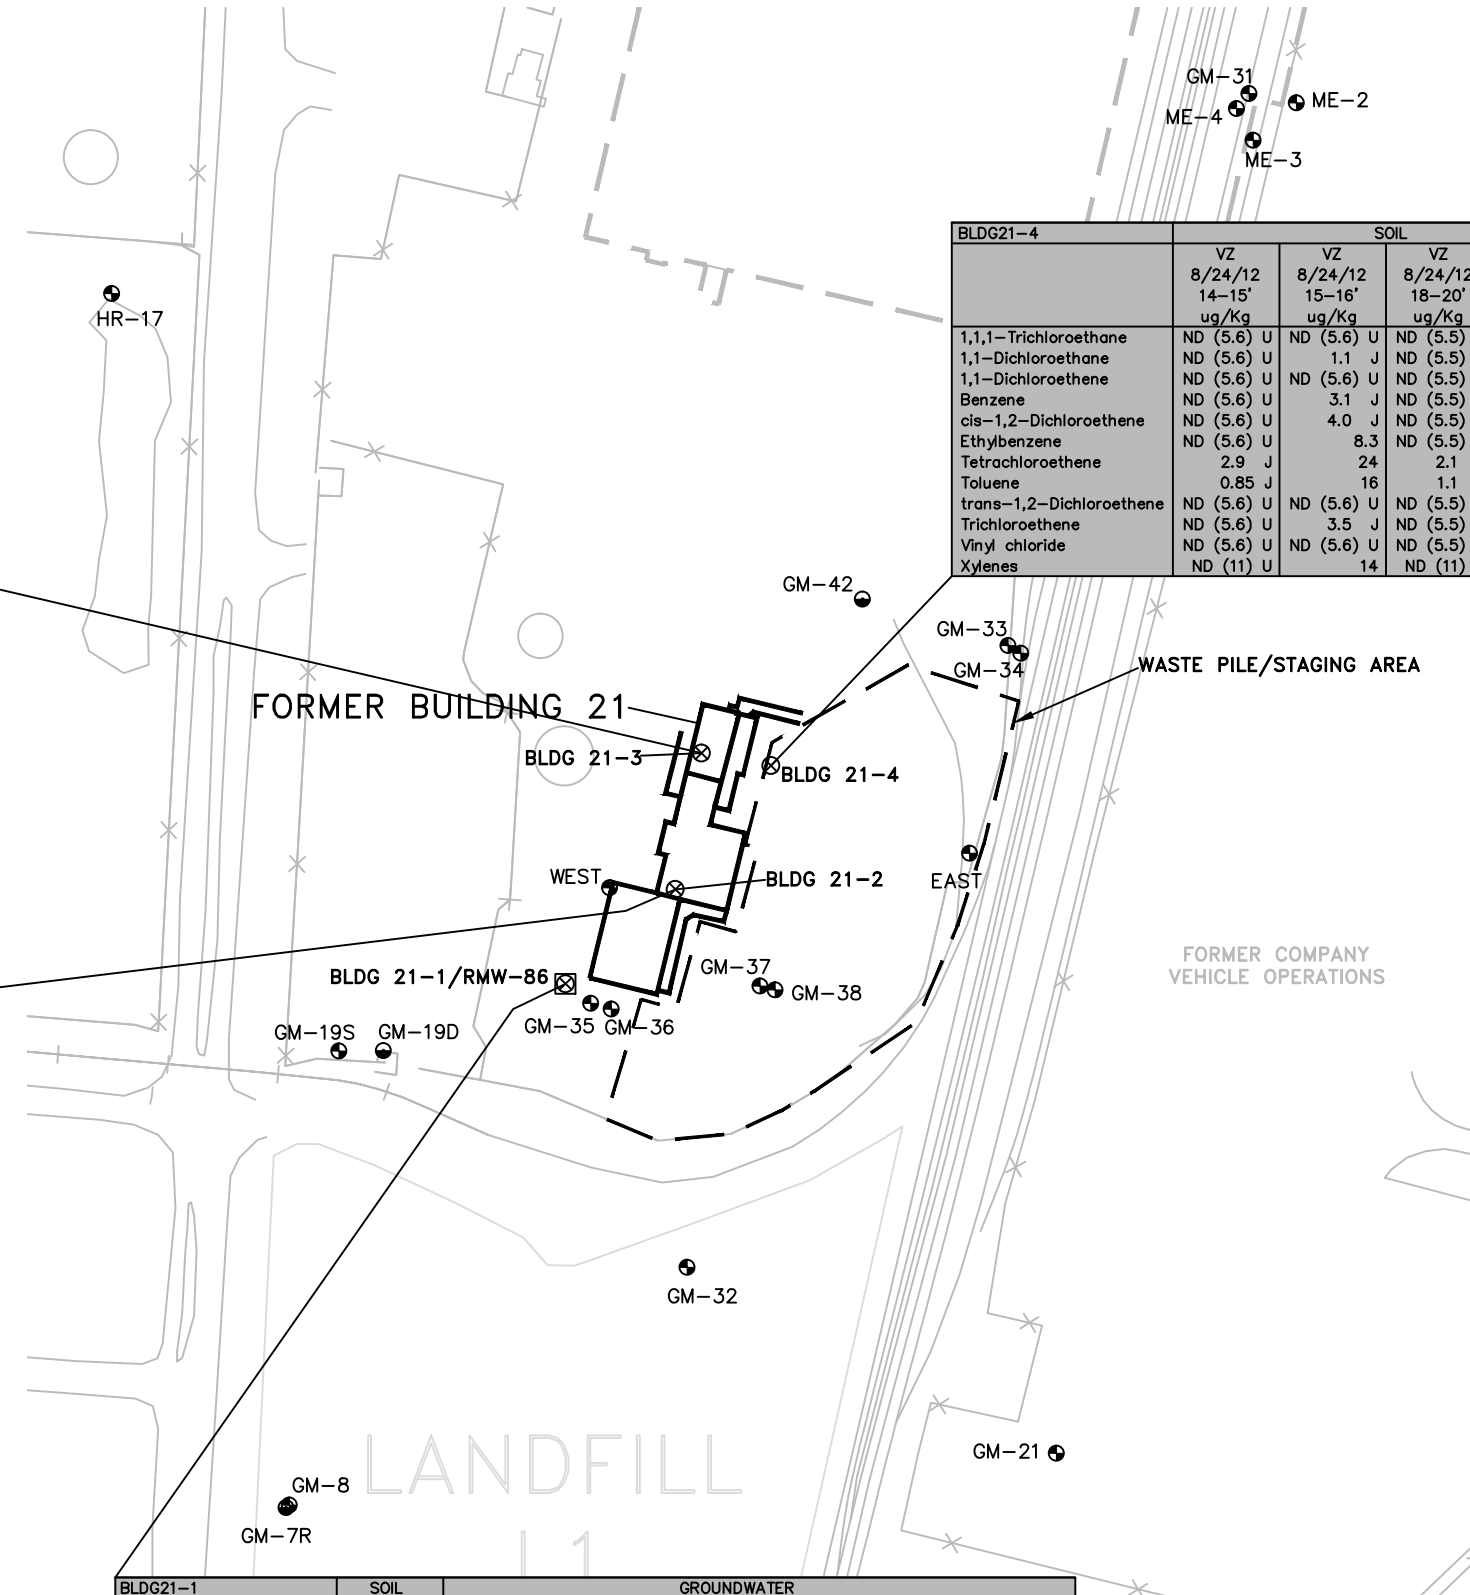 GM-31
ME-2
ME-4
ME-3
BLDG21-4 SOIL
VZ VZ VZ
8/24/12 8/24/12 8/24/12
14-15' 15-16' 18-20'
ug/Kg ug/Kg ug/Kg
1,1,1-Trichloroethane ND (5.6) U ND (5.6) U ND (5.5)
1,1-Dichloroethane ND (5.6) U 1.1 J ND (5.5)
1,1-Dichloroethene ND (5.6) U ND (5.6) U ND (5.5)
Benzene ND (5.6) U 3.1 J ND (5.5)
cis-1,2-Dichloroethene ND (5.6) U 4.0 J ND (5.5)
Ethylbenzene ND (5.6) U 8.3 ND (5.5)
Tetrachloroethene 2.9 J 24 2.1
Toluene 0.85 J 16 1.1
trans-1,2-Dichloroethene ND (5.6) U ND (5.6) U ND (5.5)
Trichloroethene ND (5.6) U 3.5 J ND (5.5)
Vinyl chloride ND (5.6) U ND (5.6) U ND (5.5)
Xylenes ND (11) U 14 ND (11)
HR-17
GM-42
GM-33
GM-34
WASTE PILE/STAGING AREA
FORMER BUILDING 21
BLDG 21-3
BLDG 21-4
WEST
BLDG 21-2
EAST
FORMER COMPANY
VEHICLE OPERATIONS
BLDG 21-1/RMW-86
GM-37
GM-38
GM-35
GM-36
GM-19S
GM-19D
GM-32
LANDFILL
L1
GM-21
GM-8
GM-7R
BLDG21-1 SOIL GROUNDWATER